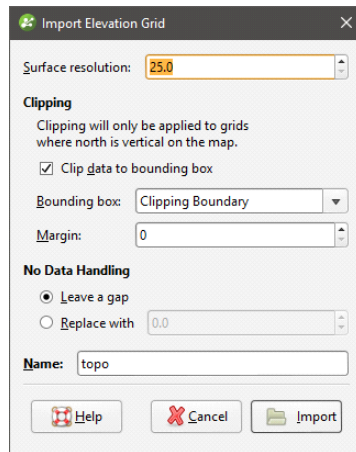 Import Elevation Grid
Surface resolution: 25.0
Clipping
Clipping will only be applied to grids
where north is vertical on the map.
Clip data to bounding box
Bounding box: Clipping Boundary
Margin: 0
No Data Handling
Leave a gap
Replace with 0.0
Name: topo
Help Cancel Import